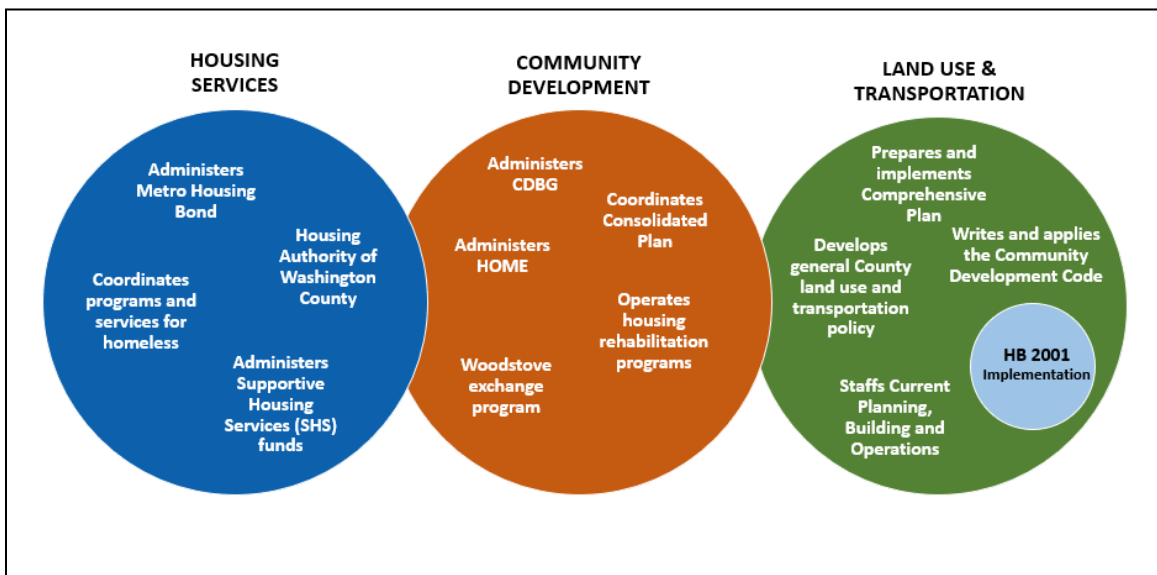 HOUSING
SERVICES
Administers
Metro Housing
Bond
Housing
Authority of
Washington
County
Coordinates
programs and
services for
homeless
Administers
Supportive
Housing
Services (SHS)
funds
COMMUNITY
DEVELOPMENT
Administers
CDBG
Coordinates
Consolidated
Plan
Administers
HOME
Operates
housing
rehabilitation
programs
Woodstove
exchange
program
LAND USE &
TRANSPORTATION
Prepares and
implements
Comprehensive
Plan
Writes and applies
the Community
Development Code
Develops
general County
land use and
transportation
policy
HB 2001
Implementation
Staffs Current
Planning,
Building and
Operations